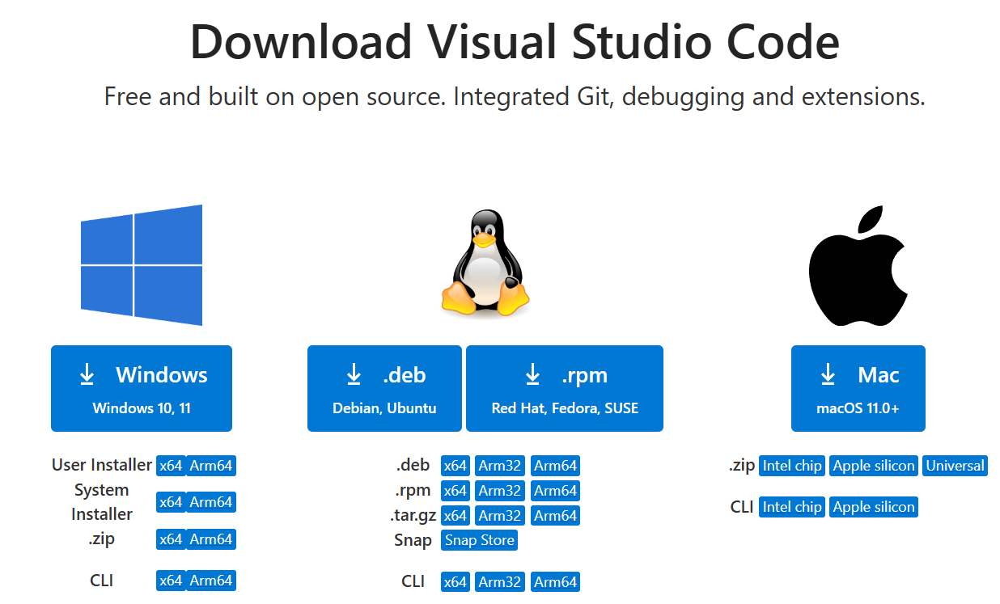 Download Visual Studio Code
Free and built on open source. Integrated Git, debugging and extensions.
Windows
Windows 10, 11
User Installer x64 Arm64
System
Installer
x64 Arm64
.zip x64 Arm64
CLI x64 Arm64
.deb
Debian, Ubuntu
.rpm
Red Hat, Fedora, SUSE
.deb x64 Arm32 Arm64
.rpm x64 Arm32 Arm64
.tar.gz x64 Arm32 Arm64
Snap Snap Store
CLI x64 Arm32 Arm64
Mac
macOS 11.0+
.zip Intel chip Apple silicon Universal
CLI Intel chip Apple silicon